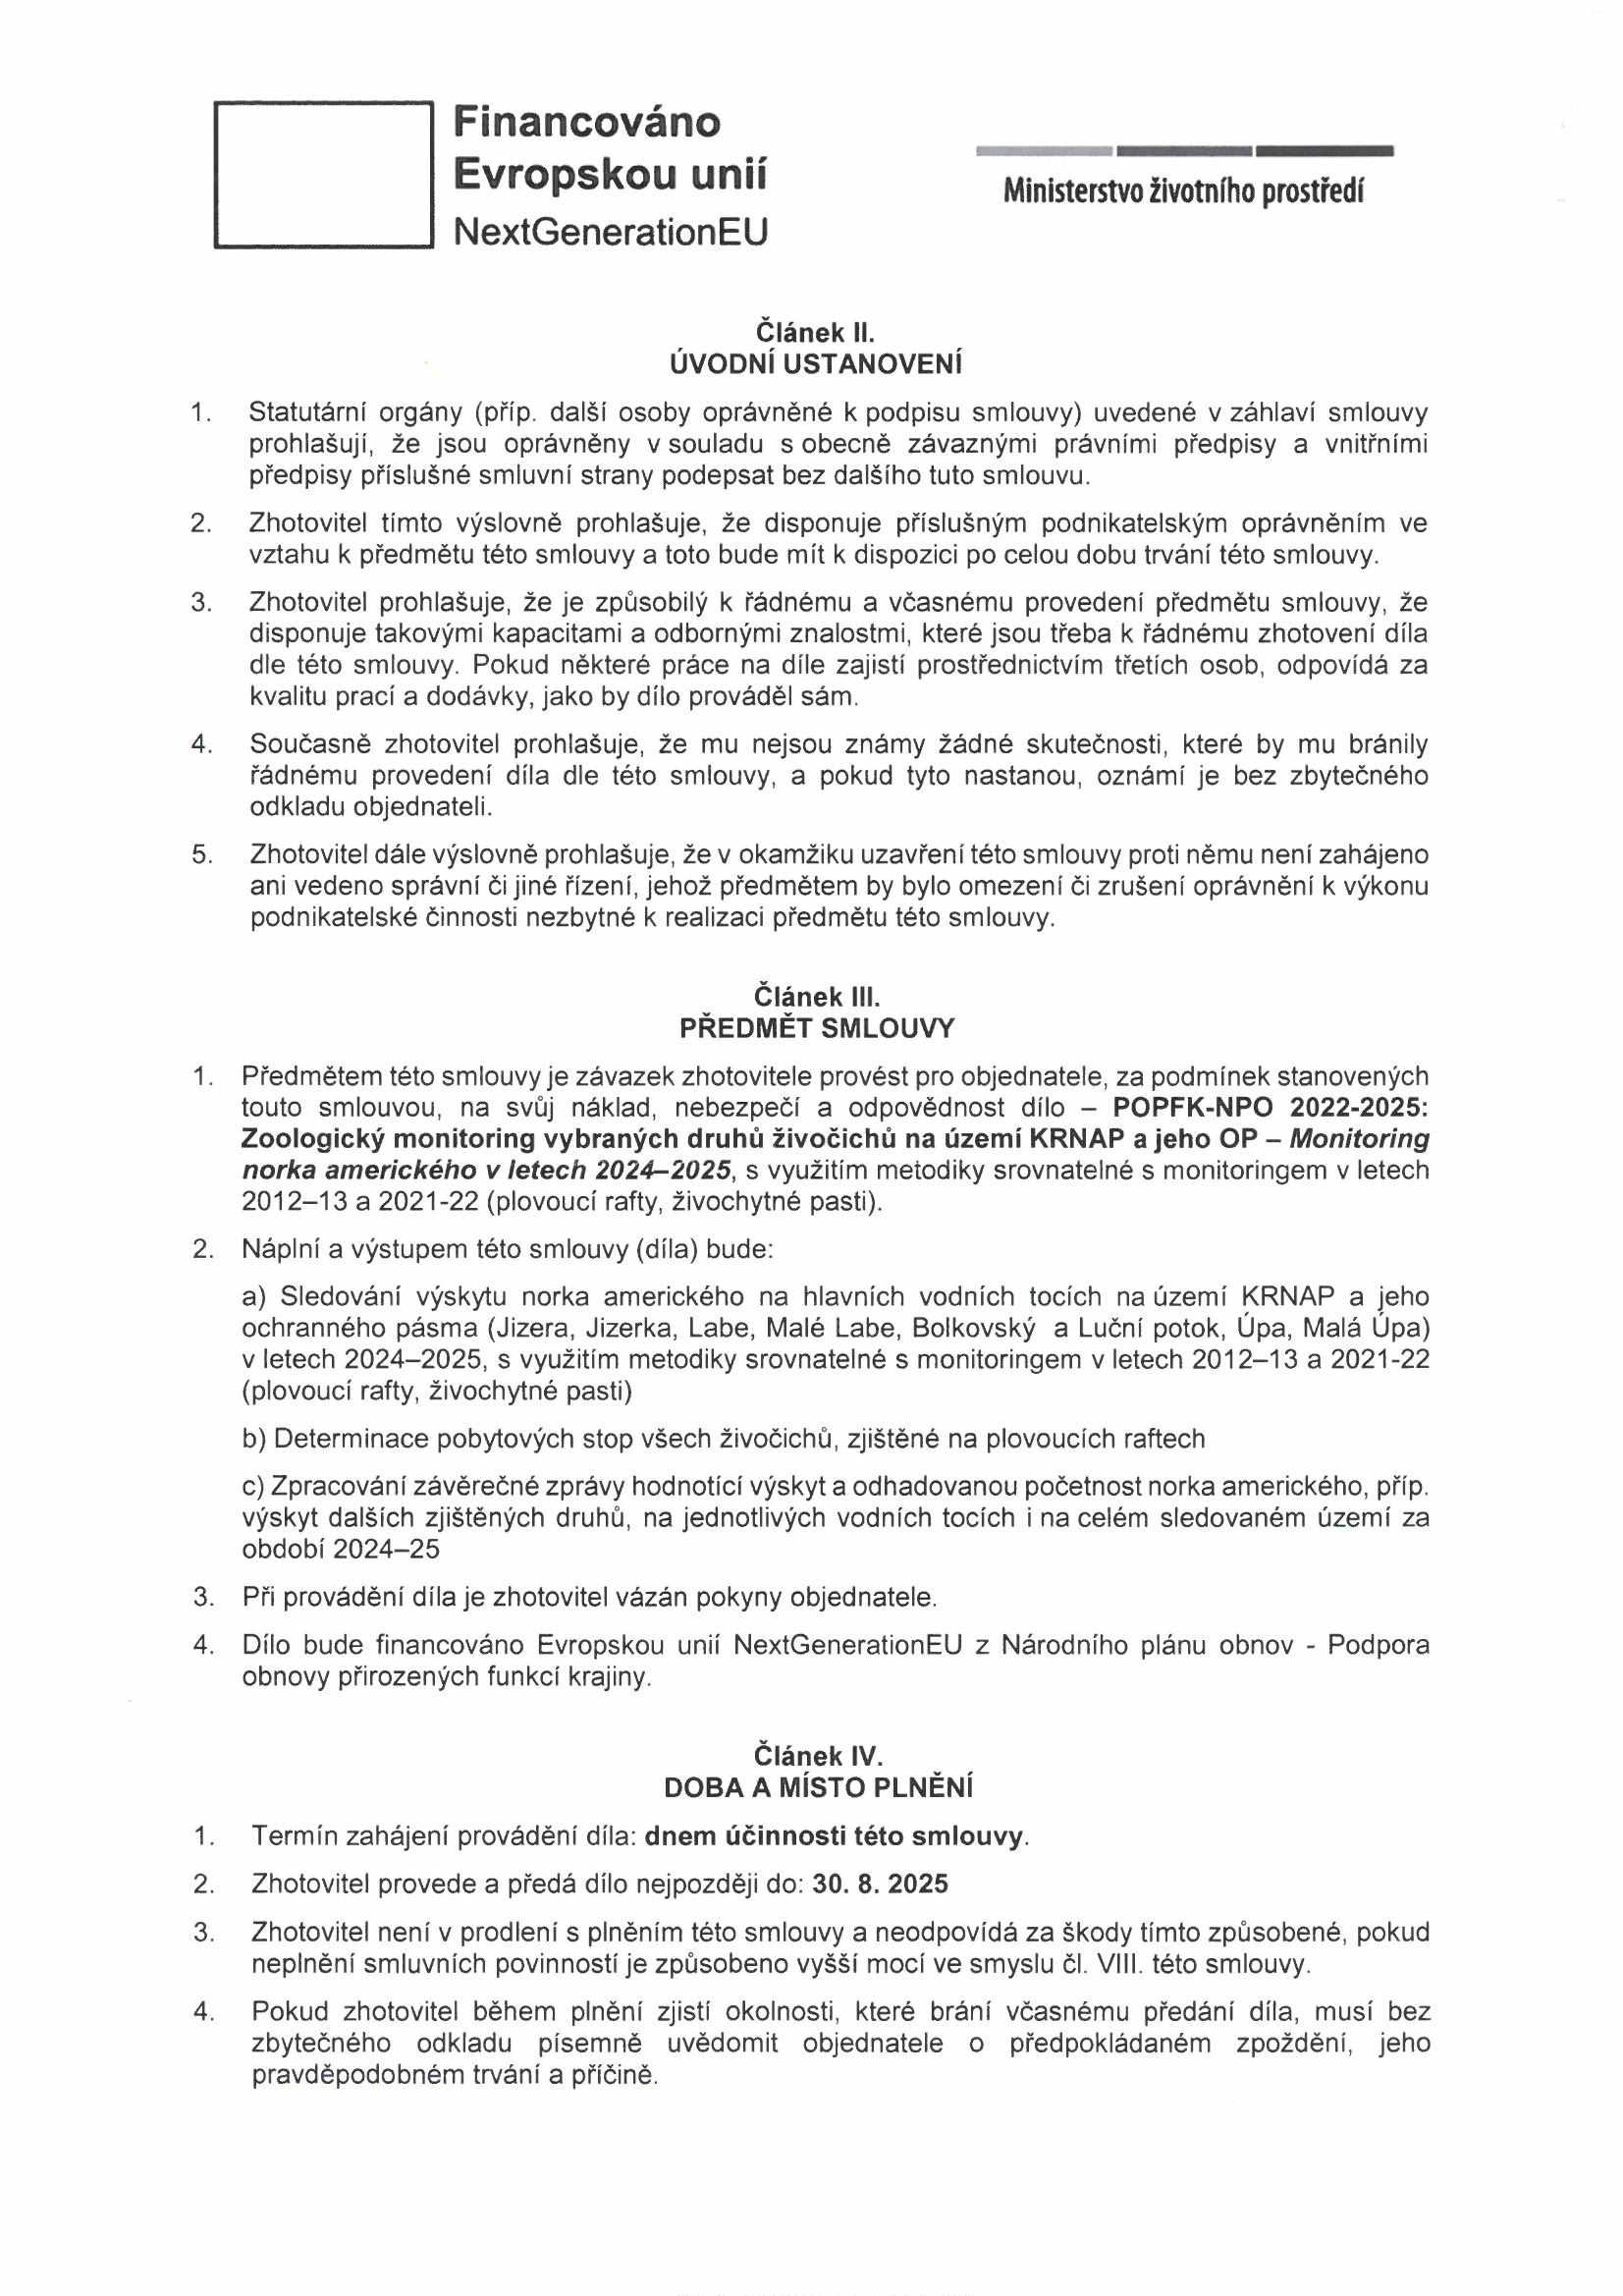 Financováno
Evropskou unií
NextGenerationEU
Ministerstvo životního prostředí
Článek II.
ÚVODNÍ USTANOVENÍ
1. Statutární orgány (příp. další osoby oprávněné k podpisu smlouvy) uvedené v záhlaví smlouvy
prohlašují, že jsou oprávněny v souladu s obecně závaznými právními předpisy a vnitřními
předpisy příslušné smluvní strany podepsat bez dalšího tuto smlouvu.
2. Zhotovitel tímto výslovně prohlašuje, že disponuje příslušným podnikatelským oprávněním ve
vztahu k předmětu této smlouvy a toto bude mít k dispozici po celou dobu trvání této smlouvy.
3. Zhotovitel prohlašuje, že je způsobilý k řádnému a včasnému provedení předmětu smlouvy, že
disponuje takovými kapacitami a odbornými znalostmi, které jsou třeba k řádnému zhotovení díla
dle této smlouvy. Pokud některé práce na díle zajistí prostřednictvím třetích osob, odpovídá za
kvalitu prací a dodávky, jako by dílo prováděl sám.
4. Současně zhotovitel prohlašuje, že mu nejsou známy žádné skutečnosti, které by mu bránily
řádnému provedení díla dle této smlouvy, a pokud tyto nastanou, oznámí je bez zbytečného
odkladu objednateli.
5. Zhotovitel dále výslovně prohlašuje, že v okamžiku uzavření této smlouvy proti němu není zahájeno
ani vedeno správní či jiné řízení, jehož předmětem by bylo omezení či zrušení oprávnění k výkonu
podnikatelské činnosti nezbytné k realizaci předmětu této smlouvy.
Článek III.
PŘEDMĚT SMLOUVY
1. Předmětem této smlouvy je závazek zhotovitele provést pro objednatele, za podmínek stanovených
touto smlouvou, na svůj náklad, nebezpečí a odpovědnost dílo – POPFK-NPO 2022-2025:
Zoologický monitoring vybraných druhů živočichů na území KRNAP a jeho OP – Monitoring
norka amerického v letech 2024–2025, s využitím metodiky srovnatelné s monitoringem v letech
2012–13 a 2021-22 (plovoucí rafty, živochytné pasti).
2. Náplní a výstupem této smlouvy (díla) bude:
a) Sledování výskytu norka amerického na hlavních vodních tocích na území KRNAP a jeho
ochranného pásma (Jizera, Jizerka, Labe, Malé Labe, Bolkovský a Luční potok, Úpa, Malá Úpa)
v letech 2024–2025, s využitím metodiky srovnatelné s monitoringem v letech 2012–13 a 2021-22
(plovoucí rafty, živochytné pasti)
b) Determinace pobytových stop všech živočichů, zjištěné na plovoucích raftech
c) Zpracování závěrečné zprávy hodnotící výskyt a odhadovanou početnost norka amerického, příp.
výskyt dalších zjištěných druhů, na jednotlivých vodních tocích i na celém sledovaném území za
období 2024–25
3. Při provádění díla je zhotovitel vázán pokyny objednatele.
4. Dílo bude financováno Evropskou unií NextGenerationEU z Národního plánu obnov - Podpora
obnovy přirozených funkcí krajiny.
Článek IV.
DOBA A MÍSTO PLNĚNÍ
1. Termín zahájení provádění díla: dnem účinnosti této smlouvy.
2. Zhotovitel provede a předá dílo nejpozději do: 30. 8. 2025
3. Zhotovitel není v prodlení s plněním této smlouvy a neodpovídá za škody tímto způsobené, pokud
neplnění smluvních povinností je způsobeno vyšší mocí ve smyslu čl. VIII. této smlouvy.
4. Pokud zhotovitel během plnění zjistí okolnosti, které brání včasnému předání díla, musí bez
zbytečného odkladu písemně uvědomit objednatele o předpokládaném zpoždění, jeho
pravděpodobném trvání a příčině.